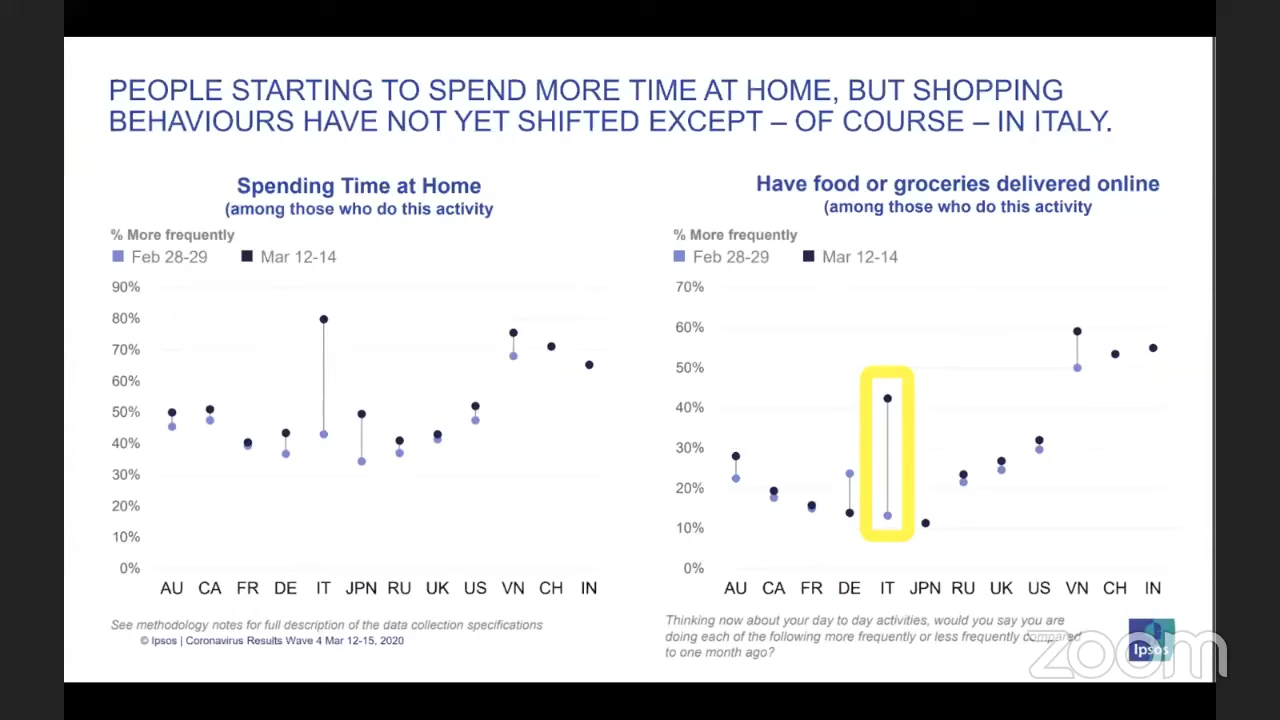 PEOPLE STARTING TO SPEND MORE TIME AT HOME, BUT SHOPPING
BEHAVIOURS HAVE NOT YET SHIFTED EXCEPT – OF COURSE – IN ITALY.
Spending Time at Home
(among those who do this activity
% More frequently
Feb 28-29 Mar 12-14
90%
80%
70%
60%
50%
40%
30%
20%
10%
0%
AU CA FR DE IT JPN RU UK US VN CH IN
See methodology notes for full description of the data collection specifications
© Ipsos | Coronavirus Results Wave 4 Mar 12-15, 2020
Have food or groceries delivered online
(among those who do this activity
% More frequently
Feb 28-29 Mar 12-14
70%
60%
50%
40%
30%
20%
10%
0%
AU CA FR DE IT JPN RU UK US VN CH IN
Thinking now about your day to day activities, would you say you are
doing each of the following more frequently or less frequently compared
to one month ago?
Ipsos
zoom